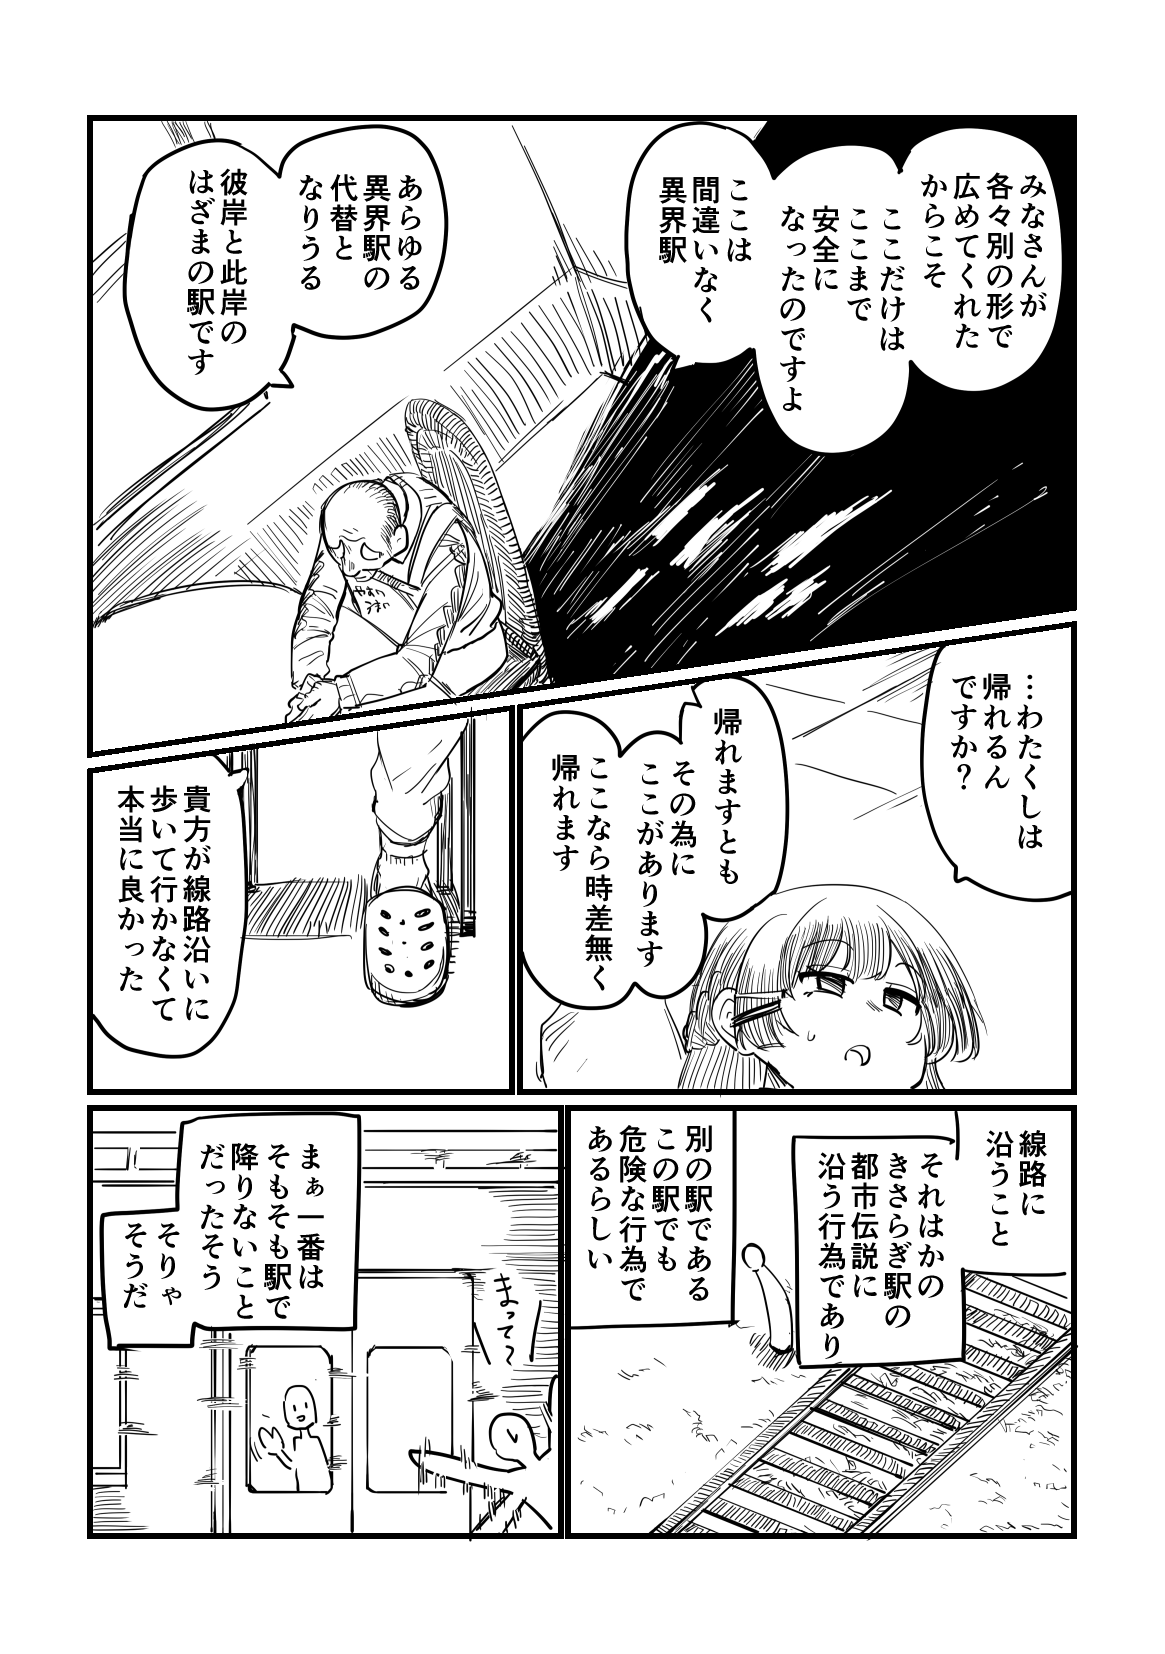 みなさんが
各々別の形で
広めてくれた
からこそ
ここだけは
ここまで
安全に
なったのですよ
ここは
間違いなく
異界駅
あらゆる
異界駅の
代替と
なりうる
彼岸と此岸の
はざまの駅です
…わたくしは
帰れるん
ですか?
帰れますとも
その為に
ここがあります
ここなら時差無く
帰れます
貴方が線路沿いに
歩いて行かなくて
本当に良かった
線路に
沿うこと
それはかの
きさらぎ駅の
都市伝説に
沿う行為であり
別の駅である
この駅でも
危険な行為で
あるらしい
まぁ一番は
そもそも駅で
降りないこと
だったそう
そりゃ
そうだ
まって〜